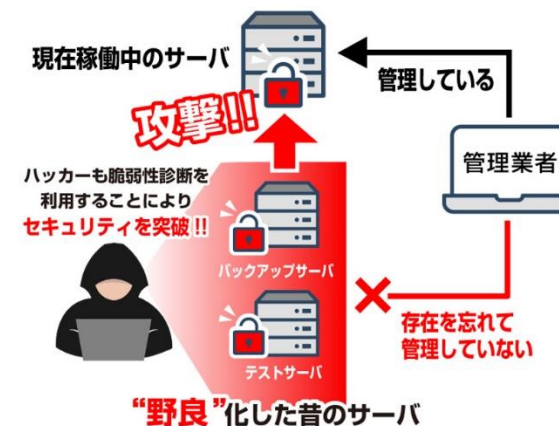 現在稼働中のサーバ
管理している
攻撃!!
管理業者
ハッカーも脆弱性診断を
利用することにより
セキュリティを突破!!
バックアップサーバ
存在を忘れて
管理していない
テストサーバ
“野良”化した昔のサーバ